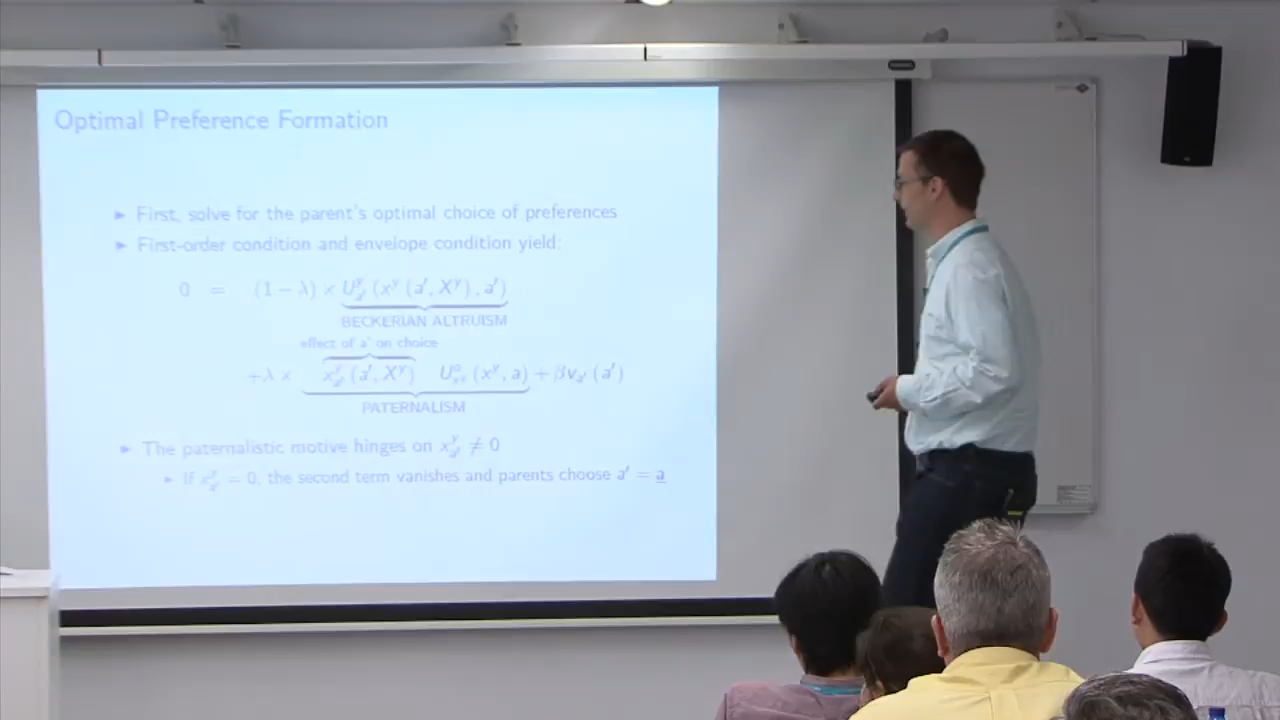 Optimal Preference Formation
► First, solve for the parent's optimal choice of preferences
► First-order condition and envelope condition yield:
0 = (1 − λ) × U^y_{a′} (x^y (a′, X^y), a′)
BECKERIAN ALTRUISM
effect of a′ on choice
+λ × x^y_{a′} (a′, X^y) U^o_{x^y} (x^y, a) + βv_{a′} (a′)
PATERNALISM
► The paternalistic motive hinges on x^y_{a′} ≠ 0
► If x^y_{a′} = 0, the second term vanishes and parents choose a′ = a